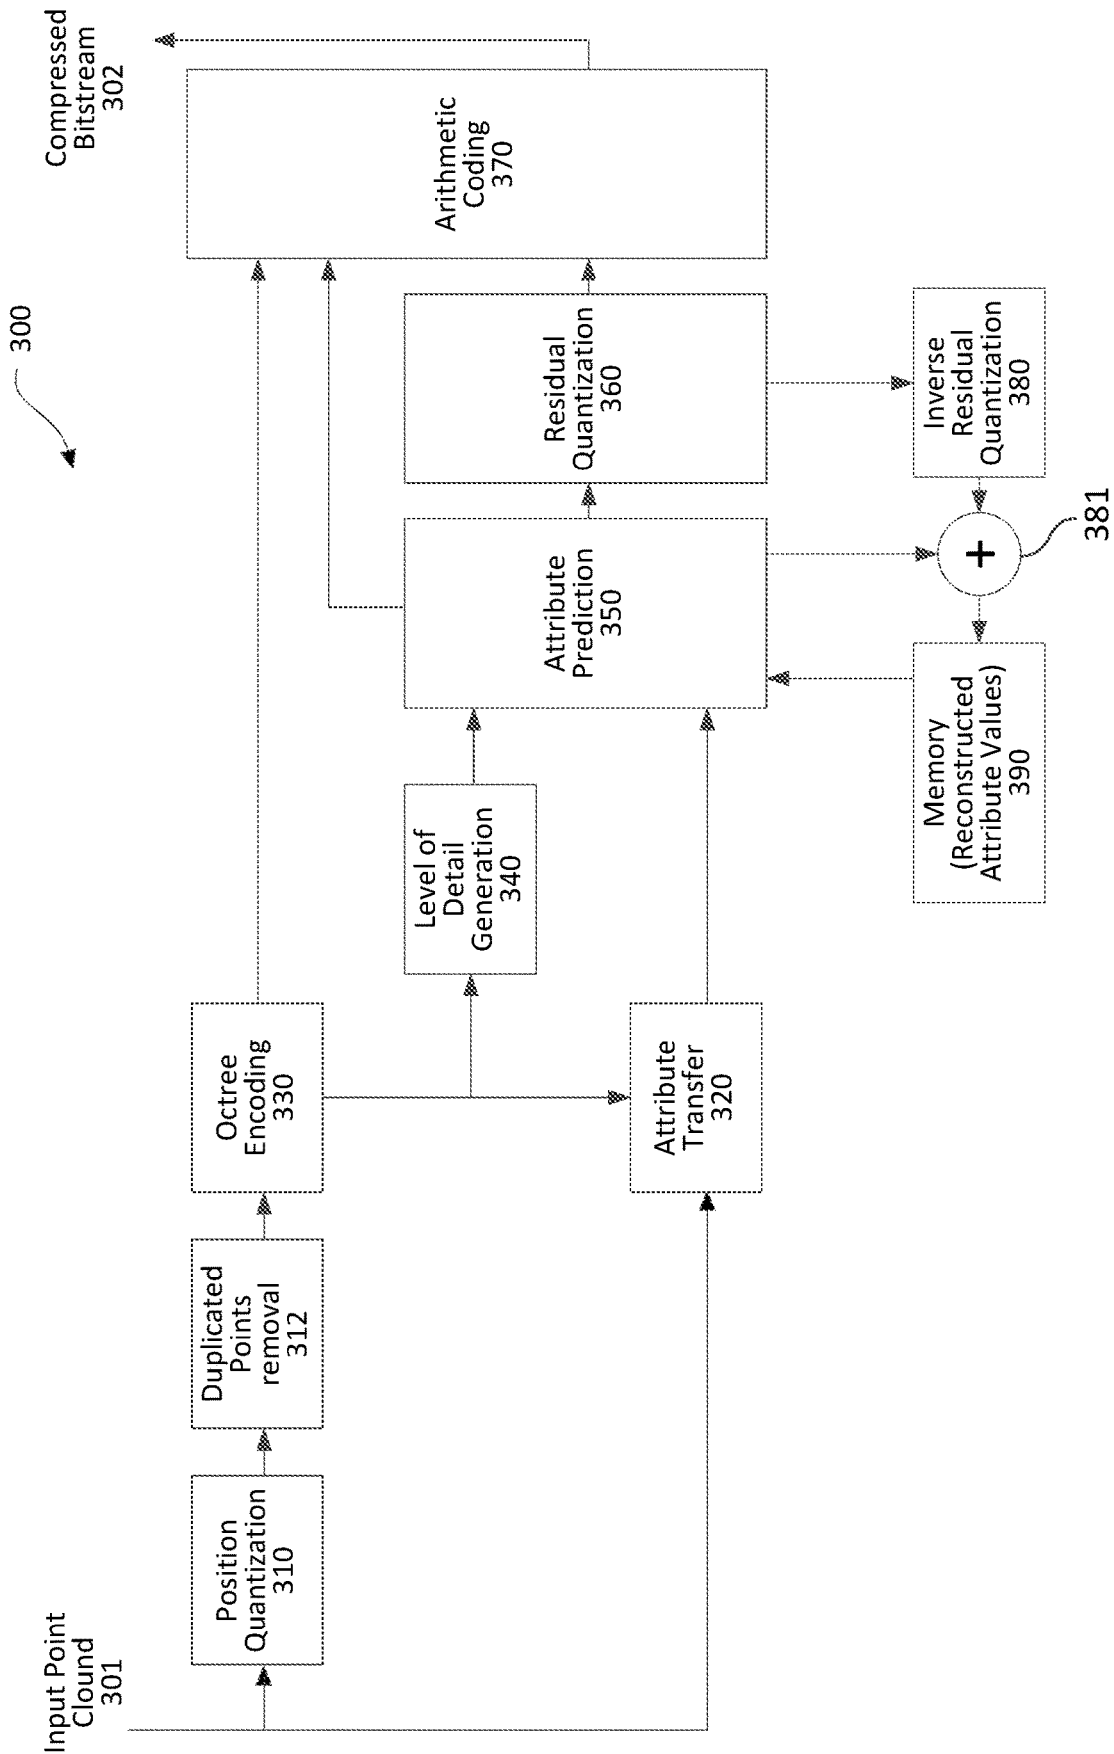 300
Input Point
Clound
301
Compressed
Bitstream
302
Position
Quantization
310
Duplicated
Points
removal
312
Octree
Encoding
330
Arithmetic
Coding
370
Level of
Detail
Generation
340
Attribute
Prediction
350
Residual
Quantization
360
Attribute
Transfer
320
Memory
(Reconstructed
Attribute Values)
390
+
381
Inverse
Residual
Quantization
380